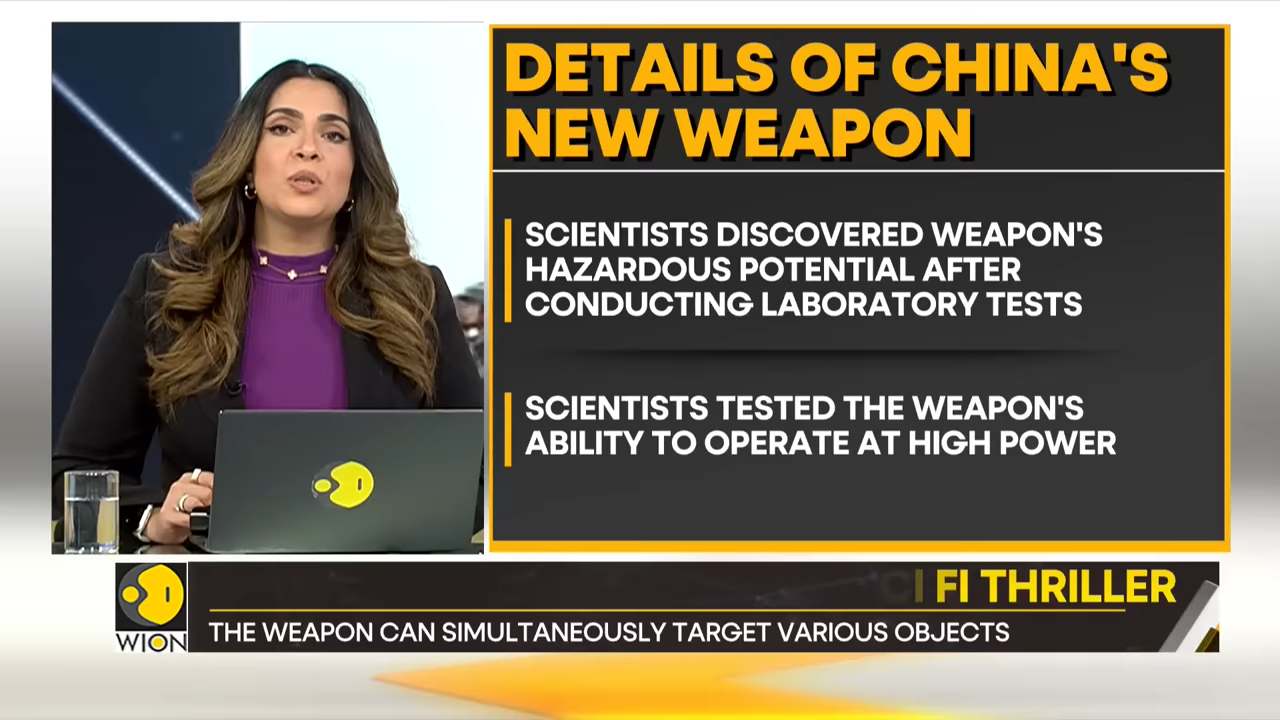 DETAILS OF CHINA'S
NEW WEAPON
SCIENTISTS DISCOVERED WEAPON'S
HAZARDOUS POTENTIAL AFTER
CONDUCTING LABORATORY TESTS
SCIENTISTS TESTED THE WEAPON'S
ABILITY TO OPERATE AT HIGH POWER
CI FI THRILLER
THE WEAPON CAN SIMULTANEOUSLY TARGET VARIOUS OBJECTS
WION